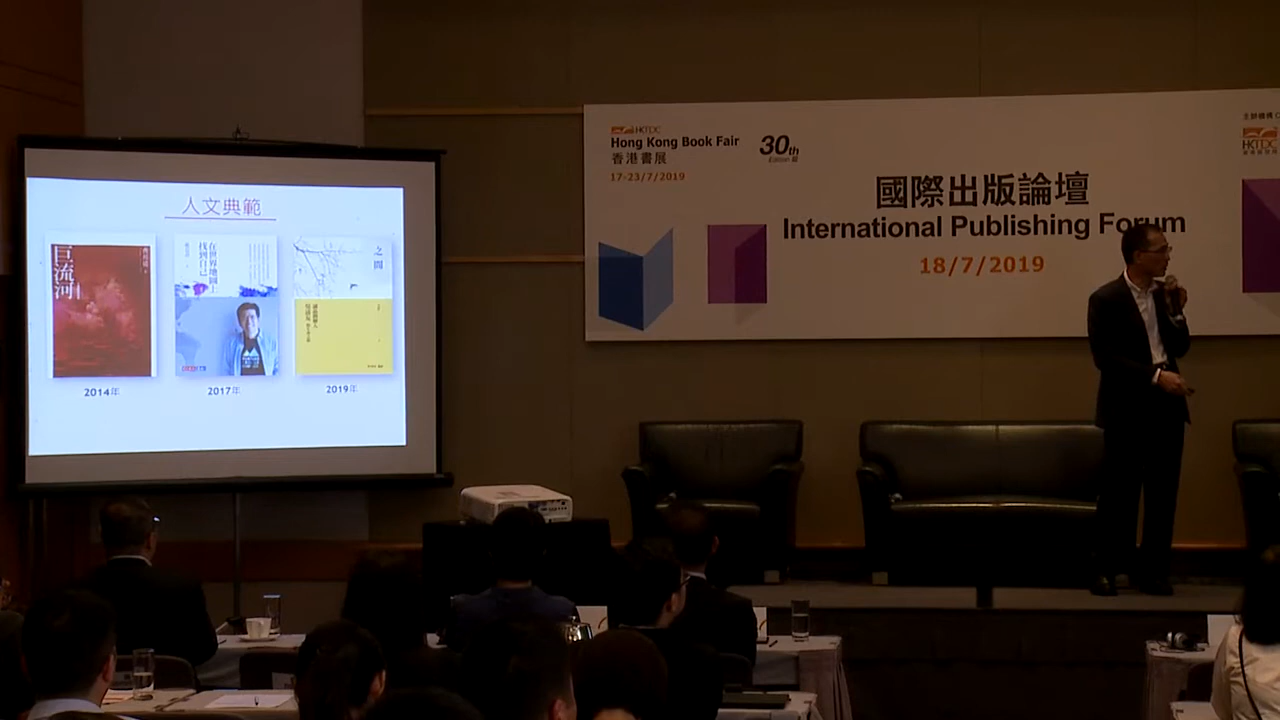 人文典範
巨流河
在世界地圖上
找到自己
之間
2014年
2017年
2019年
HKTDC
Hong Kong Book Fair
香港書展
17-23/7/2019
30th
Edition 屆
國際出版論壇
International Publishing Forum
18/7/2019
HKTDC